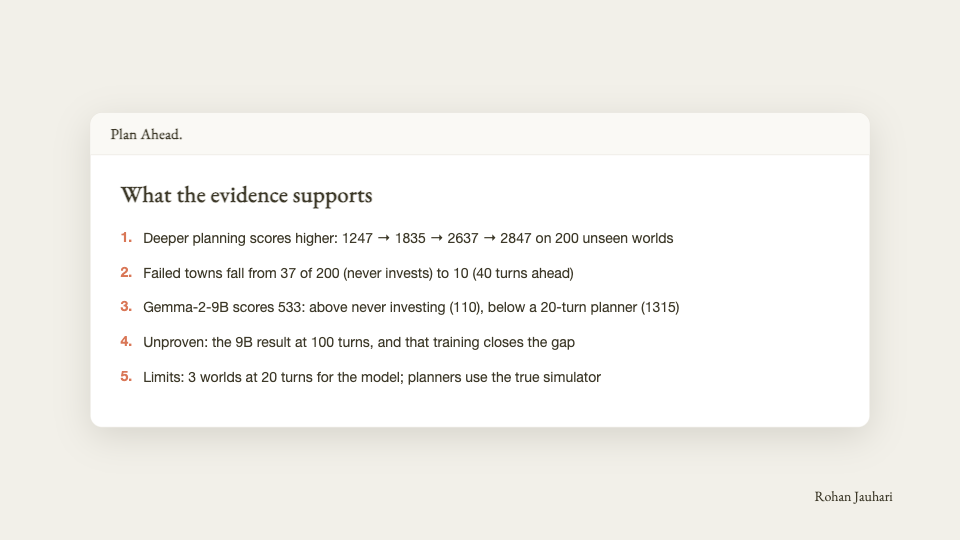 Plan Ahead.
What the evidence supports
1. Deeper planning scores higher: 1247 → 1835 → 2637 → 2847 on 200 unseen worlds
2. Failed towns fall from 37 of 200 (never invests) to 10 (40 turns ahead)
3. Gemma-2-9B scores 533: above never investing (110), below a 20-turn planner (1315)
4. Unproven: the 9B result at 100 turns, and that training closes the gap
5. Limits: 3 worlds at 20 turns for the model; planners use the true simulator
Rohan Jauhari